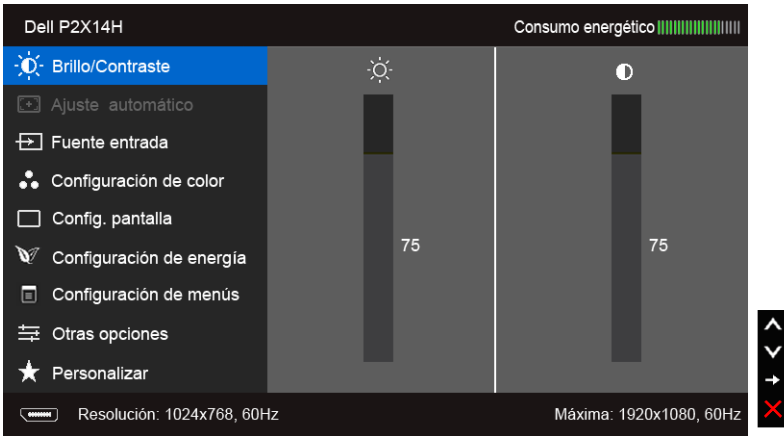 Dell P2X14H
Consumo energético
Brillo/Contraste
Ajuste automático
Fuente entrada
Configuración de color
Config. pantalla
Configuración de energía
Configuración de menús
Otras opciones
Personalizar
75
75
Resolución: 1024x768, 60Hz
Máxima: 1920x1080, 60Hz